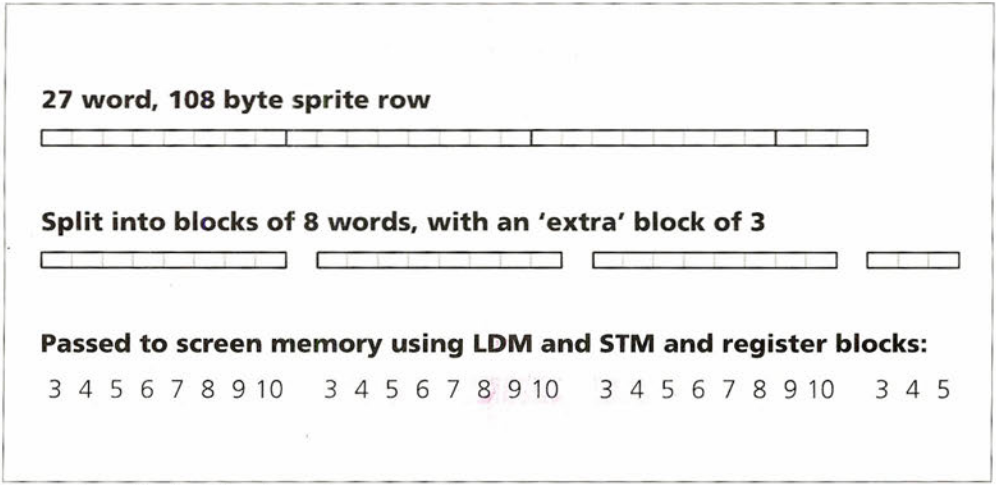 27 word, 108 byte sprite row
Split into blocks of 8 words, with an ‘extra’ block of 3
Passed to screen memory using LDM and STM and register blocks:
3 4 5 6 7 8 9 10 3 4 5 6 7 8 9 10 3 4 5 6 7 8 9 10 3 4 5